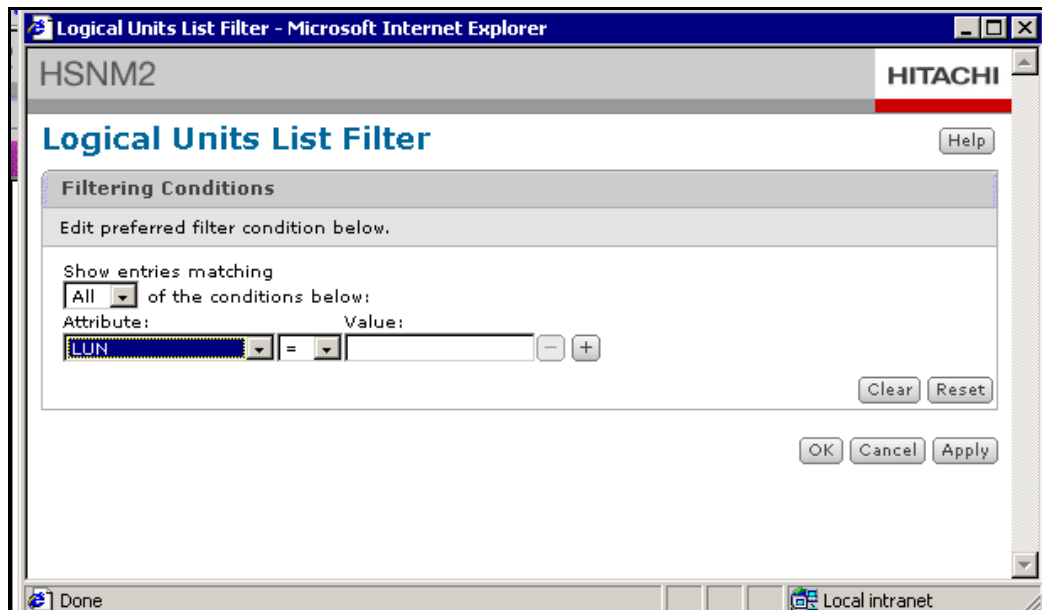 Logical Units List Filter - Microsoft Internet Explorer
HSNM2
HITACHI
Logical Units List Filter
Help
Filtering Conditions
Edit preferred filter condition below.
Show entries matching
All of the conditions below:
Attribute: Value:
LUN = − +
Clear Reset
OK Cancel Apply
Done Local intranet